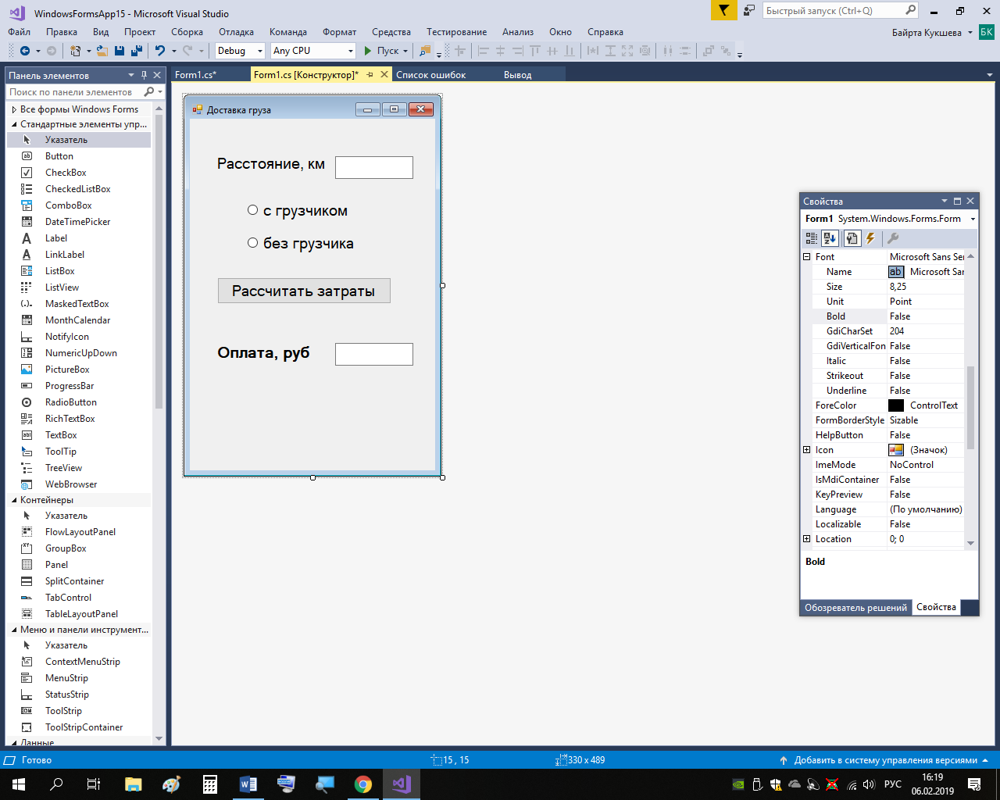 WindowsFormsApp15 - Microsoft Visual Studio
Быстрый запуск (Ctrl+Q)
Файл Правка Вид Проект Сборка Отладка Команда Формат Средства Тестирование Анализ Окно Справка
Байрта Кукшева БК
Debug Any CPU Пуск
Панель элементов
Поиск по панели элементов
Все формы Windows Forms
Стандартные элементы упр...
Указатель
Button
CheckBox
CheckedListBox
ComboBox
DateTimePicker
Label
LinkLabel
ListBox
ListView
MaskedTextBox
MonthCalendar
NotifyIcon
NumericUpDown
PictureBox
ProgressBar
RadioButton
RichTextBox
TextBox
ToolTip
TreeView
WebBrowser
Контейнеры
Указатель
FlowLayoutPanel
GroupBox
Panel
SplitContainer
TabControl
TableLayoutPanel
Меню и панели инструмент...
Указатель
ContextMenuStrip
MenuStrip
StatusStrip
ToolStrip
ToolStripContainer
Данные
Form1.cs* Form1.cs [Конструктор]* Список ошибок Вывод
Доставка груза
Расстояние, км
с грузчиком
без грузчика
Рассчитать затраты
Оплата, руб
Свойства
Form1 System.Windows.Forms.Form
Font Microsoft Sans Ser
Name ab Microsoft Sar
Size 8,25
Unit Point
Bold False
GdiCharSet 204
GdiVerticalFon False
Italic False
Strikeout False
Underline False
ForeColor ControlText
FormBorderStyle Sizable
HelpButton False
Icon (Значок)
ImeMode NoControl
IsMdiContainer False
KeyPreview False
Language (По умолчанию)
Localizable False
Location 0; 0
Bold
Обозреватель решений Свойства
Готово 15 , 15 330 x 489 Добавить в систему управления версиями
РУС 16:19
06.02.2019